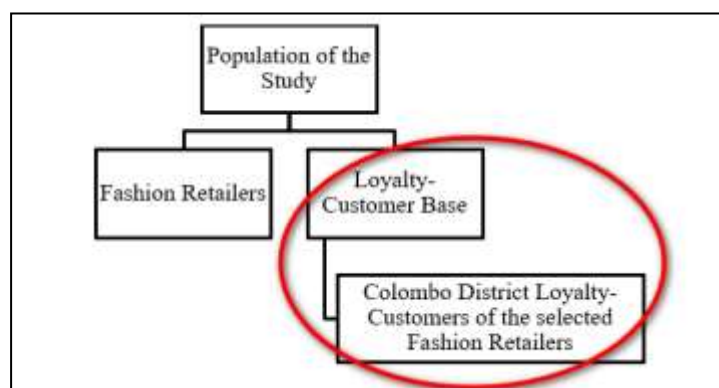 Population of the
Study
Fashion Retailers
Loyalty-
Customer Base
Colombo District Loyalty-
Customers of the selected
Fashion Retailers